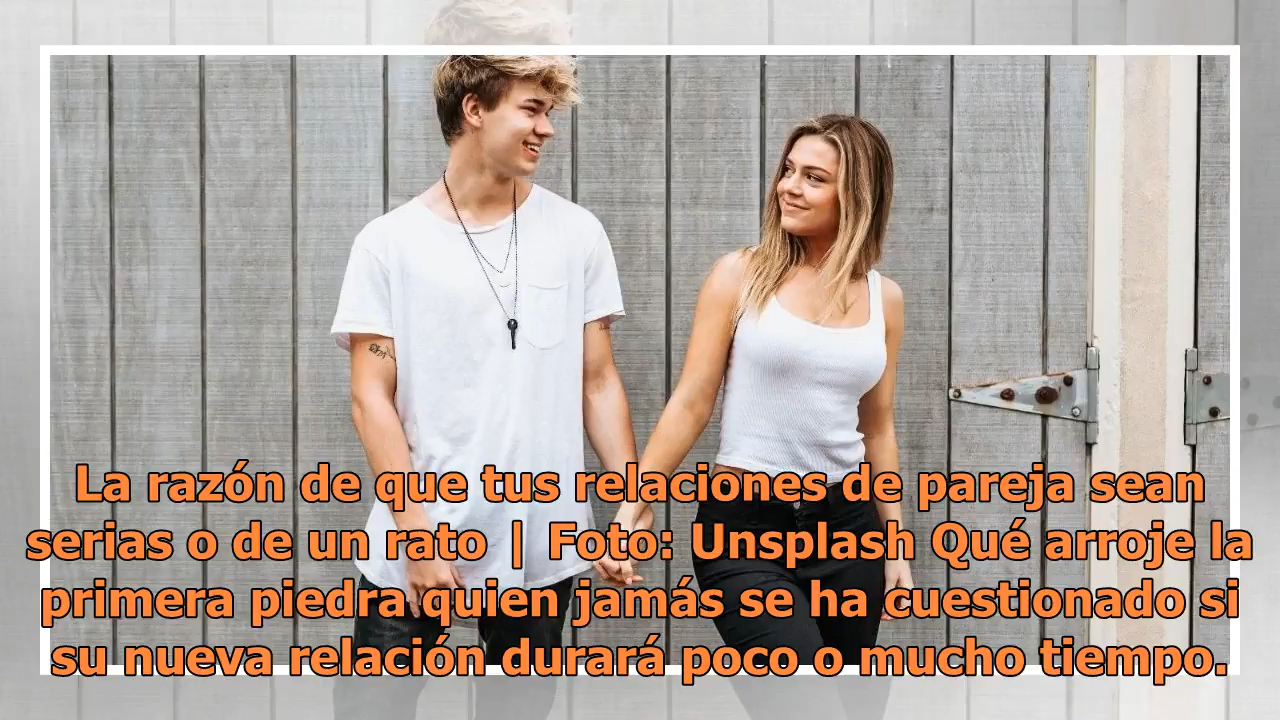 La razón de que tus relaciones de pareja sean
serias o de un rato | Foto: Unsplash Qué arroje la
primera piedra quien jamás se ha cuestionado si
su nueva relación durará poco o mucho tiempo.